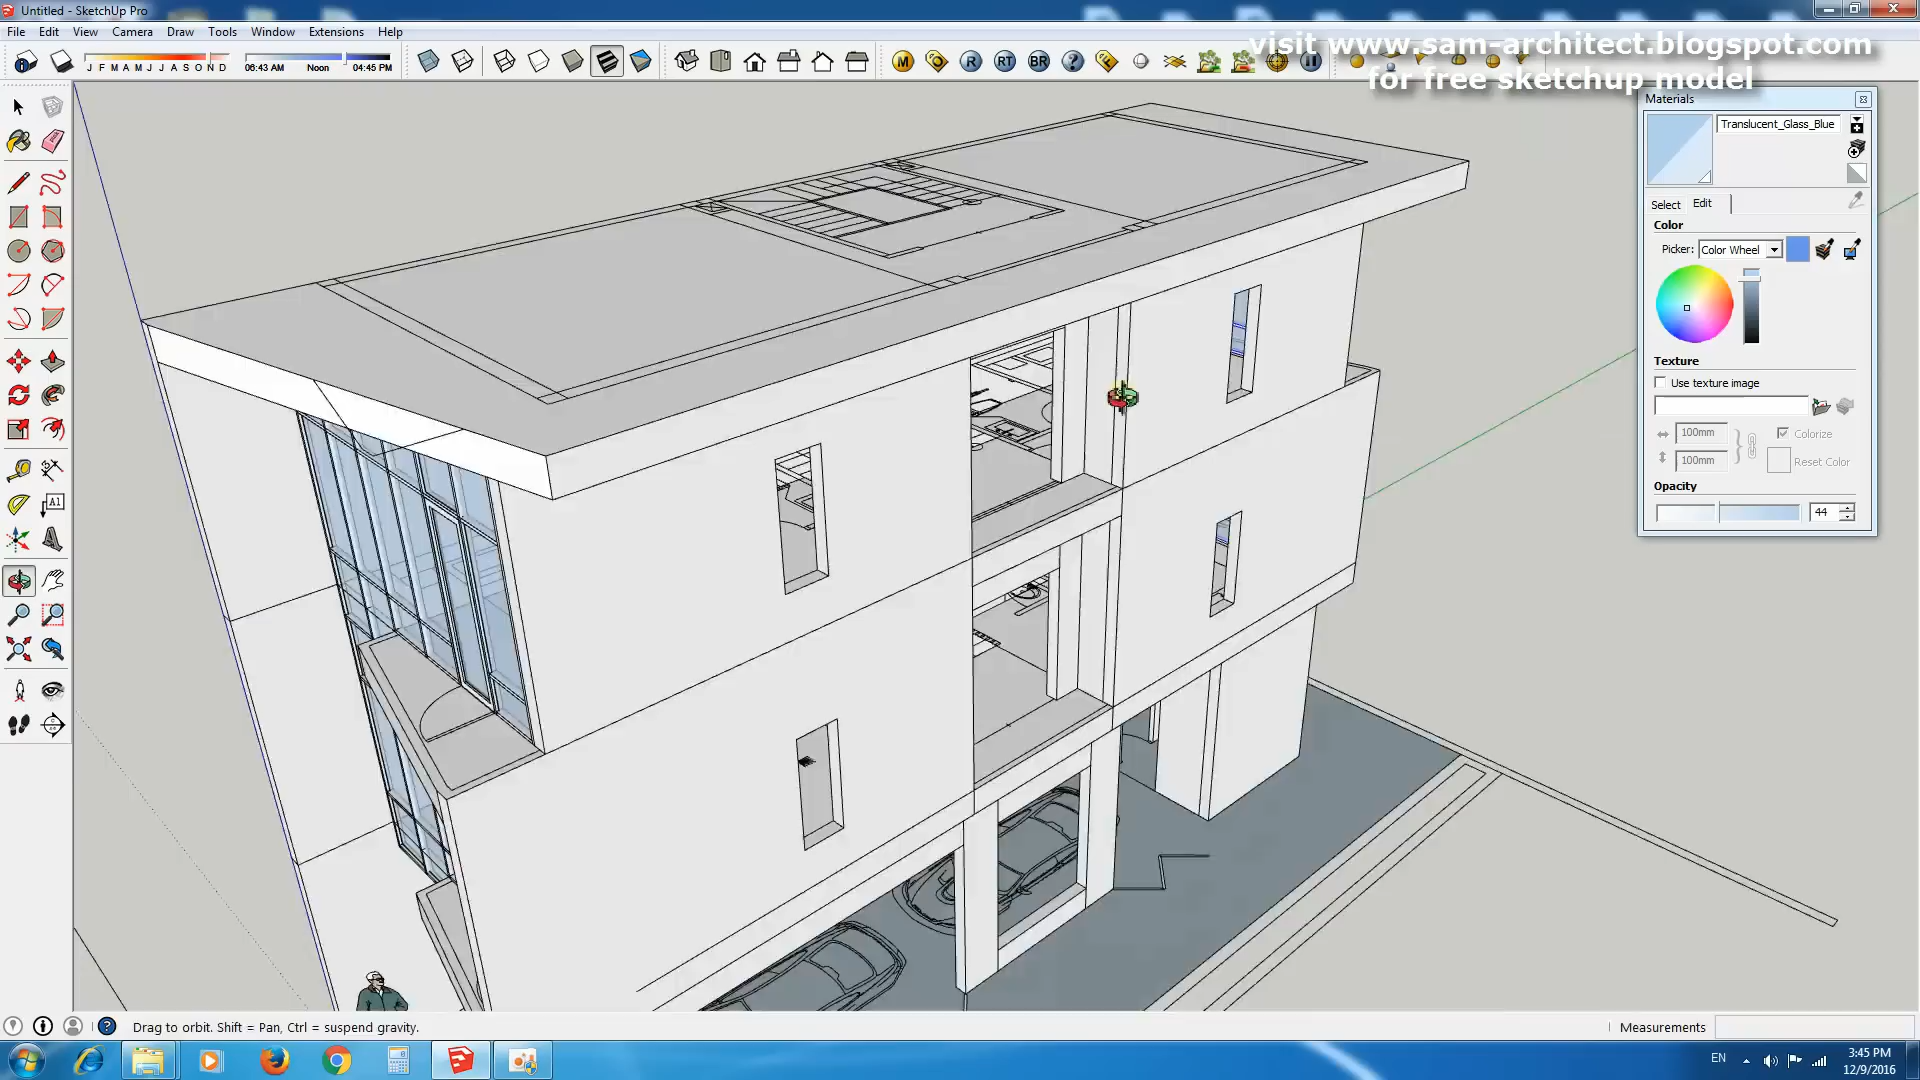 Untitled - SketchUp Pro
File Edit View Camera Draw Tools Window Extensions Help
J F M A M J J A S O N D 06:43 AM Noon 04:45 PM M R RT BR
visit www.sam-architect.blogspot.com
for free sketchup model
Materials
Translucent_Glass_Blue
Select Edit
Color
Picker: Color Wheel
Texture
Use texture image
100mm Colorize
100mm Reset Color
Opacity
44
A1
Drag to orbit. Shift = Pan, Ctrl = suspend gravity.
Measurements
EN
3:45 PM
12/9/2016